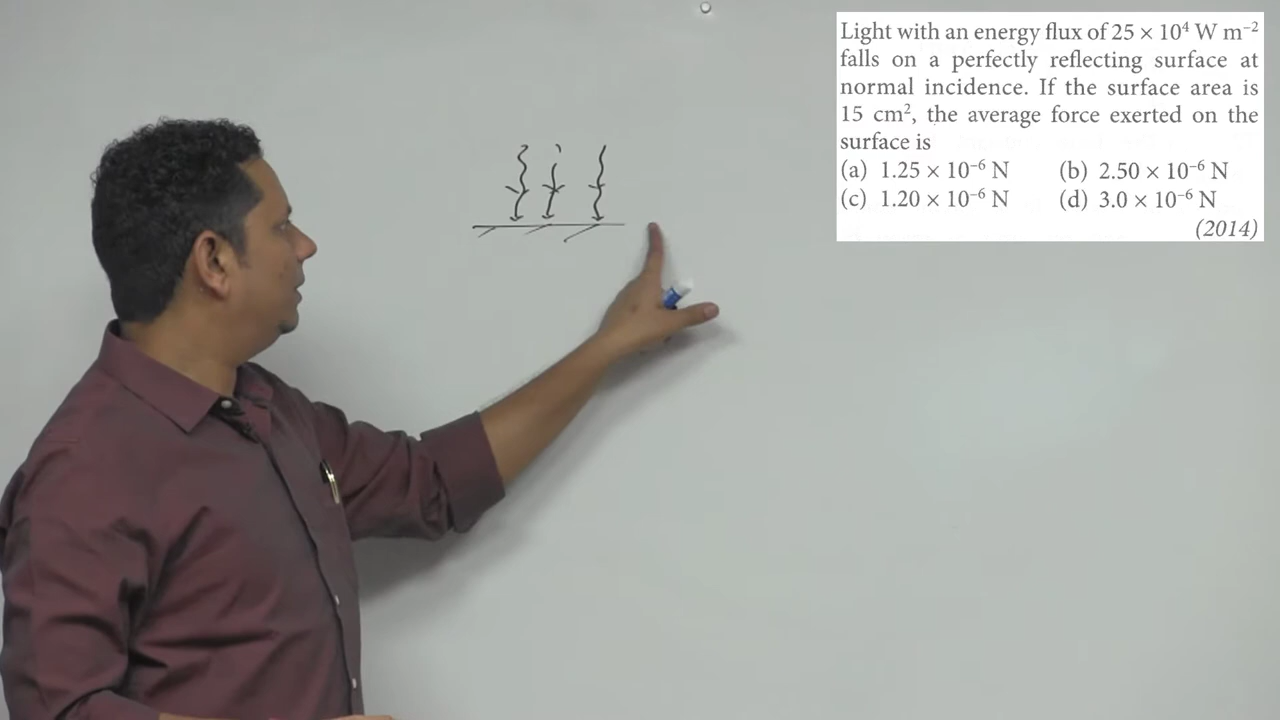 Light with an energy flux of 25 × 10⁴ W m⁻²
falls on a perfectly reflecting surface at
normal incidence. If the surface area is
15 cm², the average force exerted on the
surface is
(a) 1.25 × 10⁻⁶ N (b) 2.50 × 10⁻⁶ N
(c) 1.20 × 10⁻⁶ N (d) 3.0 × 10⁻⁶ N
(2014)